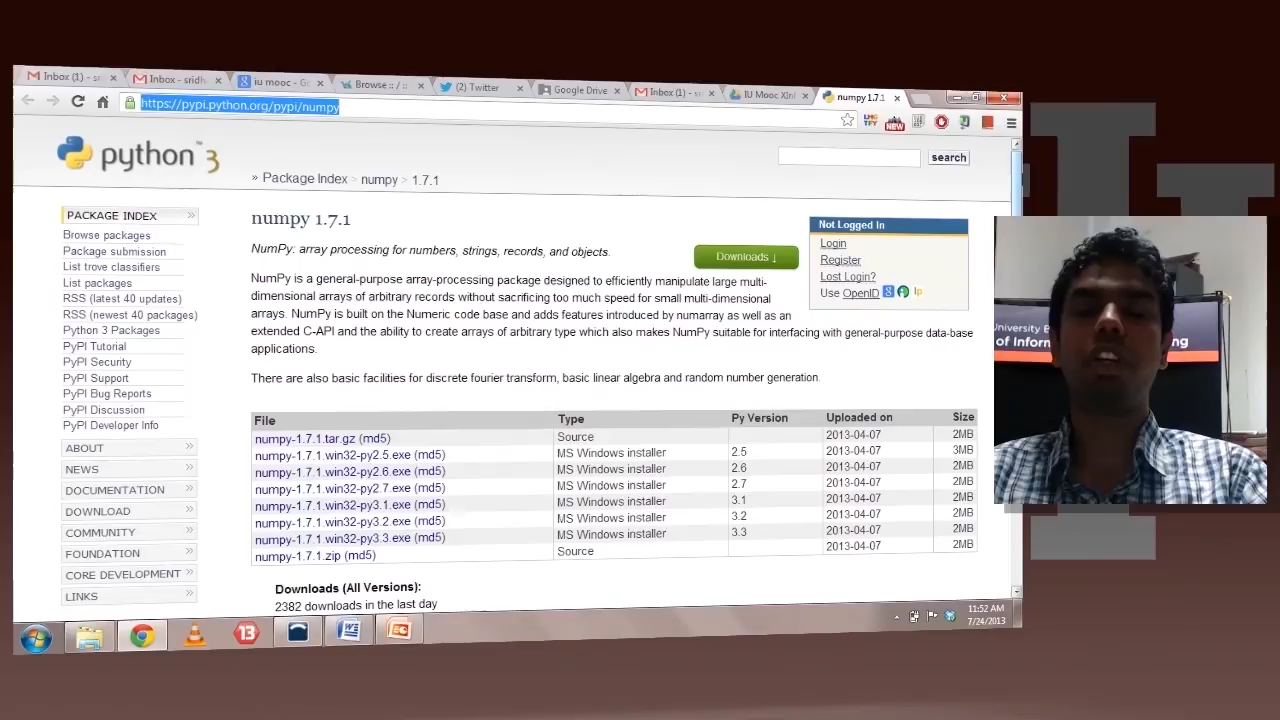 Inbox (1) - s
Inbox - sridh
iu mooc - G
Browse :: / ::
(2) Twitter
Google Drive
Inbox (1) - s
IU Mooc XInf
numpy 1.7.1
https://pypi.python.org/pypi/numpy
NEW
python 3
search
» Package Index > numpy > 1.7.1
PACKAGE INDEX »
Browse packages
Package submission
List trove classifiers
List packages
RSS (latest 40 updates)
RSS (newest 40 packages)
Python 3 Packages
PyPI Tutorial
PyPI Security
PyPI Support
PyPI Bug Reports
PyPI Discussion
PyPI Developer Info
ABOUT »
NEWS »
DOCUMENTATION »
DOWNLOAD »
COMMUNITY »
FOUNDATION »
CORE DEVELOPMENT »
LINKS »
numpy 1.7.1
NumPy: array processing for numbers, strings, records, and objects.
Downloads ↓
NumPy is a general-purpose array-processing package designed to efficiently manipulate large multi-
dimensional arrays of arbitrary records without sacrificing too much speed for small multi-dimensional
arrays. NumPy is built on the Numeric code base and adds features introduced by numarray as well as an
extended C-API and the ability to create arrays of arbitrary type which also makes NumPy suitable for interfacing with general-purpose data-base
applications.
There are also basic facilities for discrete fourier transform, basic linear algebra and random number generation.
Not Logged In
Login
Register
Lost Login?
Use OpenID
File Type Py Version Uploaded on Size
numpy-1.7.1.tar.gz (md5) Source 2013-04-07 2MB
numpy-1.7.1.win32-py2.5.exe (md5) MS Windows installer 2.5 2013-04-07 3MB
numpy-1.7.1.win32-py2.6.exe (md5) MS Windows installer 2.6 2013-04-07 2MB
numpy-1.7.1.win32-py2.7.exe (md5) MS Windows installer 2.7 2013-04-07 2MB
numpy-1.7.1.win32-py3.1.exe (md5) MS Windows installer 3.1 2013-04-07 2MB
numpy-1.7.1.win32-py3.2.exe (md5) MS Windows installer 3.2 2013-04-07 2MB
numpy-1.7.1.win32-py3.3.exe (md5) MS Windows installer 3.3 2013-04-07 2MB
numpy-1.7.1.zip (md5) Source 2013-04-07 2MB
Downloads (All Versions):
2382 downloads in the last day
13
11:52 AM
7/24/2013
University B
of Inform
ing